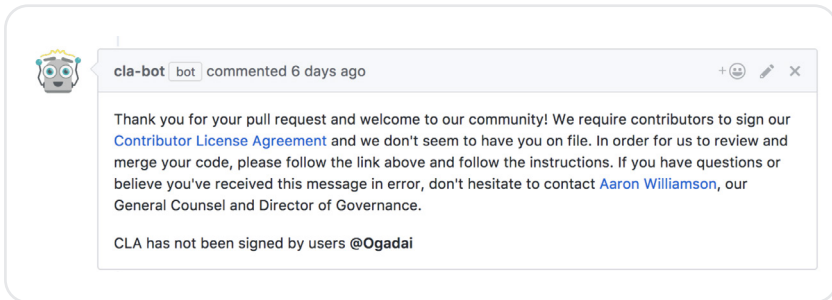 cla-bot bot commented 6 days ago
Thank you for your pull request and welcome to our community! We require contributors to sign our
Contributor License Agreement and we don't seem to have you on file. In order for us to review and
merge your code, please follow the link above and follow the instructions. If you have questions or
believe you've received this message in error, don't hesitate to contact Aaron Williamson, our
General Counsel and Director of Governance.
CLA has not been signed by users @Ogadai